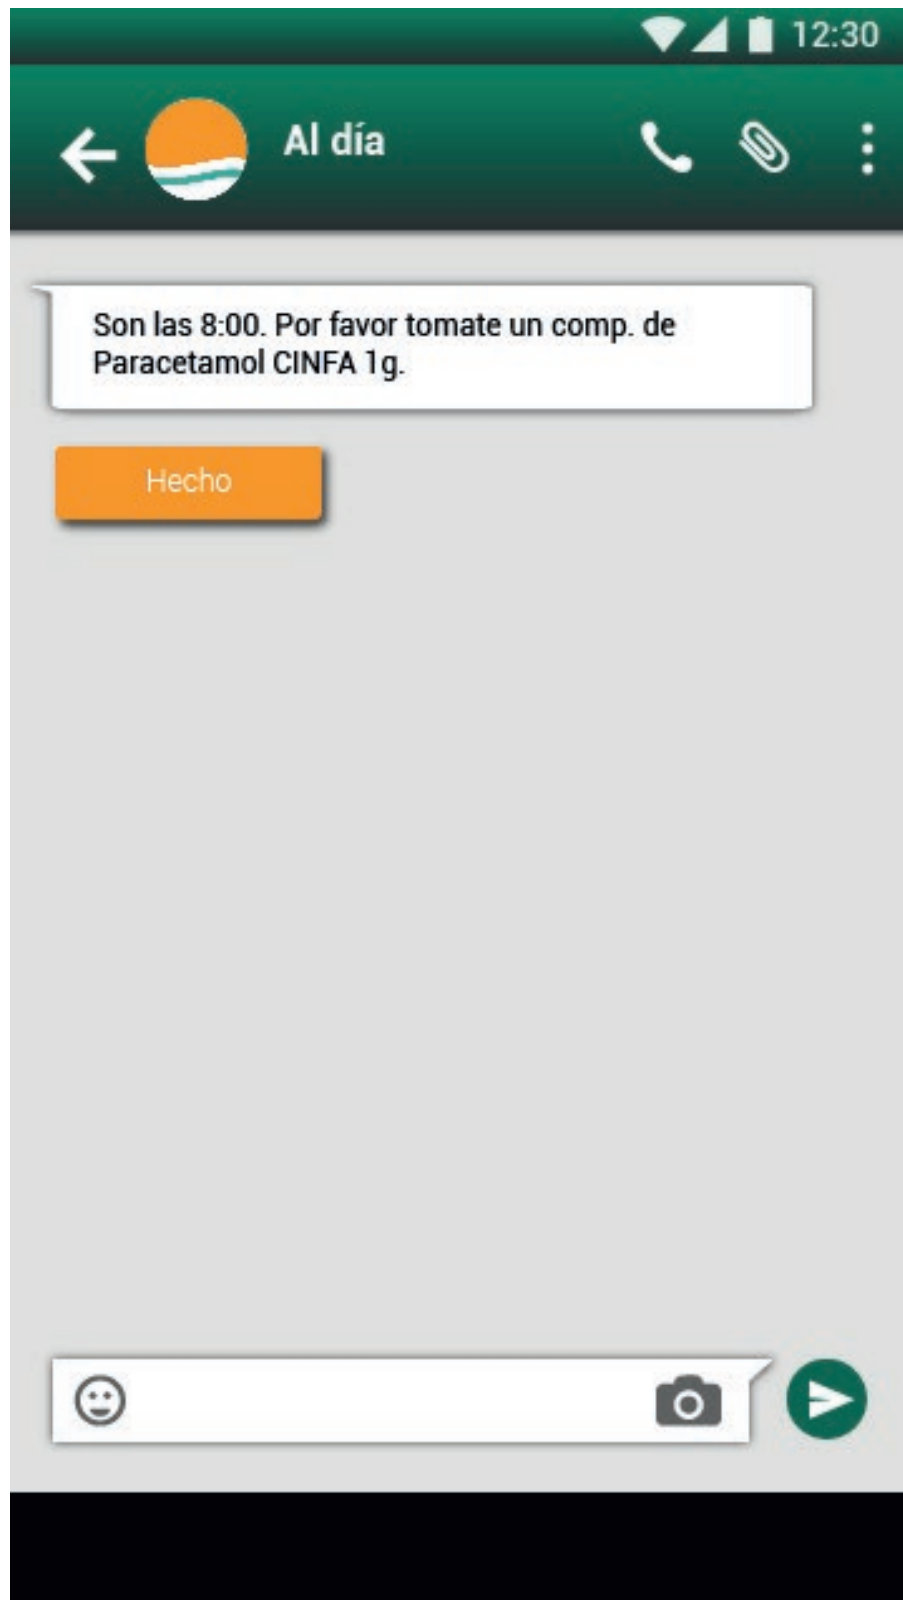 12:30
Al día
Son las 8:00. Por favor tomate un comp. de
Paracetamol CINFA 1g.
Hecho